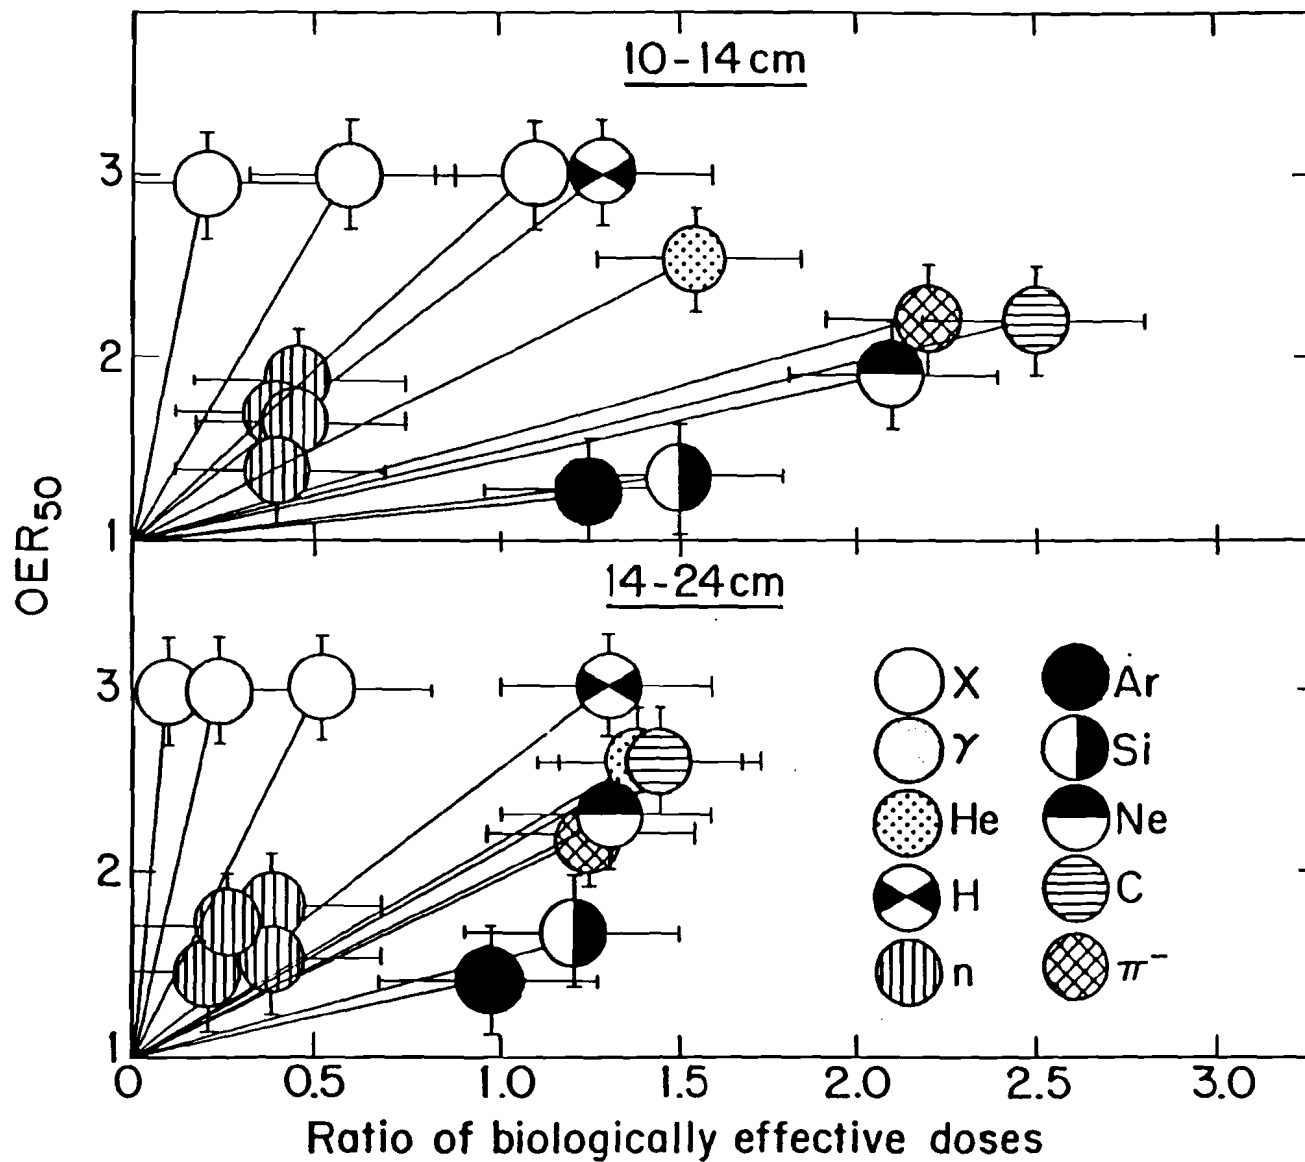 10-14 cm
3
2
1
OER50
14-24 cm
3
2
1
X Ar
γ Si
He Ne
H C
n π⁻
0 0.5 1.0 1.5 2.0 2.5 3.0
Ratio of biologically effective doses